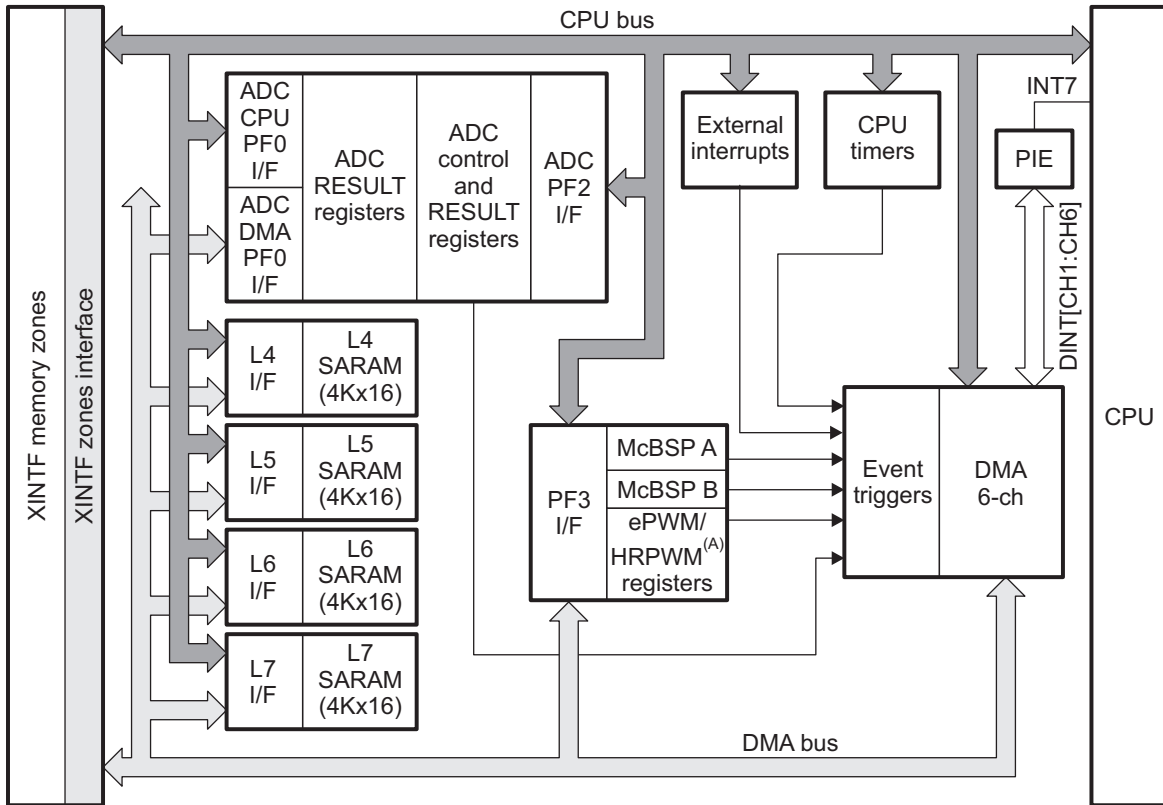 CPU bus
XINTF memory zones
XINTF zones interface
ADC
CPU
PF0
I/F
ADC
DMA
PF0
I/F
ADC
RESULT
registers
ADC
control
and
RESULT
registers
ADC
PF2
I/F
External
interrupts
CPU
timers
INT7
PIE
DINT[CH1:CH6]
CPU
L4
I/F
L4
SARAM
(4Kx16)
L5
I/F
L5
SARAM
(4Kx16)
L6
I/F
L6
SARAM
(4Kx16)
L7
I/F
L7
SARAM
(4Kx16)
PF3
I/F
McBSP A
McBSP B
ePWM/
HRPWM(A)
registers
Event
triggers
DMA
6-ch
DMA bus